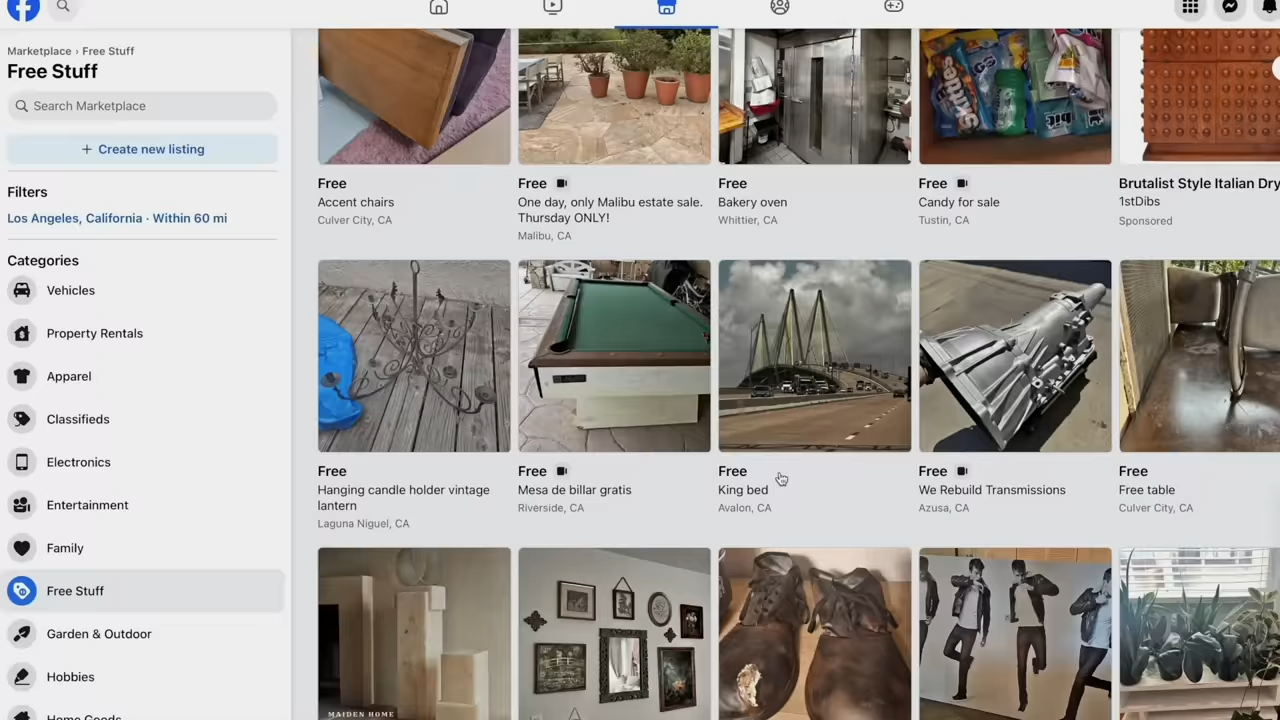 Marketplace › Free Stuff
Free Stuff
Search Marketplace
+ Create new listing
Filters
Los Angeles, California · Within 60 mi
Categories
Vehicles
Property Rentals
Apparel
Classifieds
Electronics
Entertainment
Family
Free Stuff
Garden & Outdoor
Hobbies
Home Goods
Free
Accent chairs
Culver City, CA
Free
One day, only Malibu estate sale.
Thursday ONLY!
Malibu, CA
Free
Bakery oven
Whittier, CA
Free
Candy for sale
Tustin, CA
Brutalist Style Italian Dry
1stDibs
Sponsored
Free
Hanging candle holder vintage
lantern
Laguna Niguel, CA
Free
Mesa de billar gratis
Riverside, CA
Free
King bed
Avalon, CA
Free
We Rebuild Transmissions
Azusa, CA
Free
Free table
Culver City, CA
MAIDEN HOME